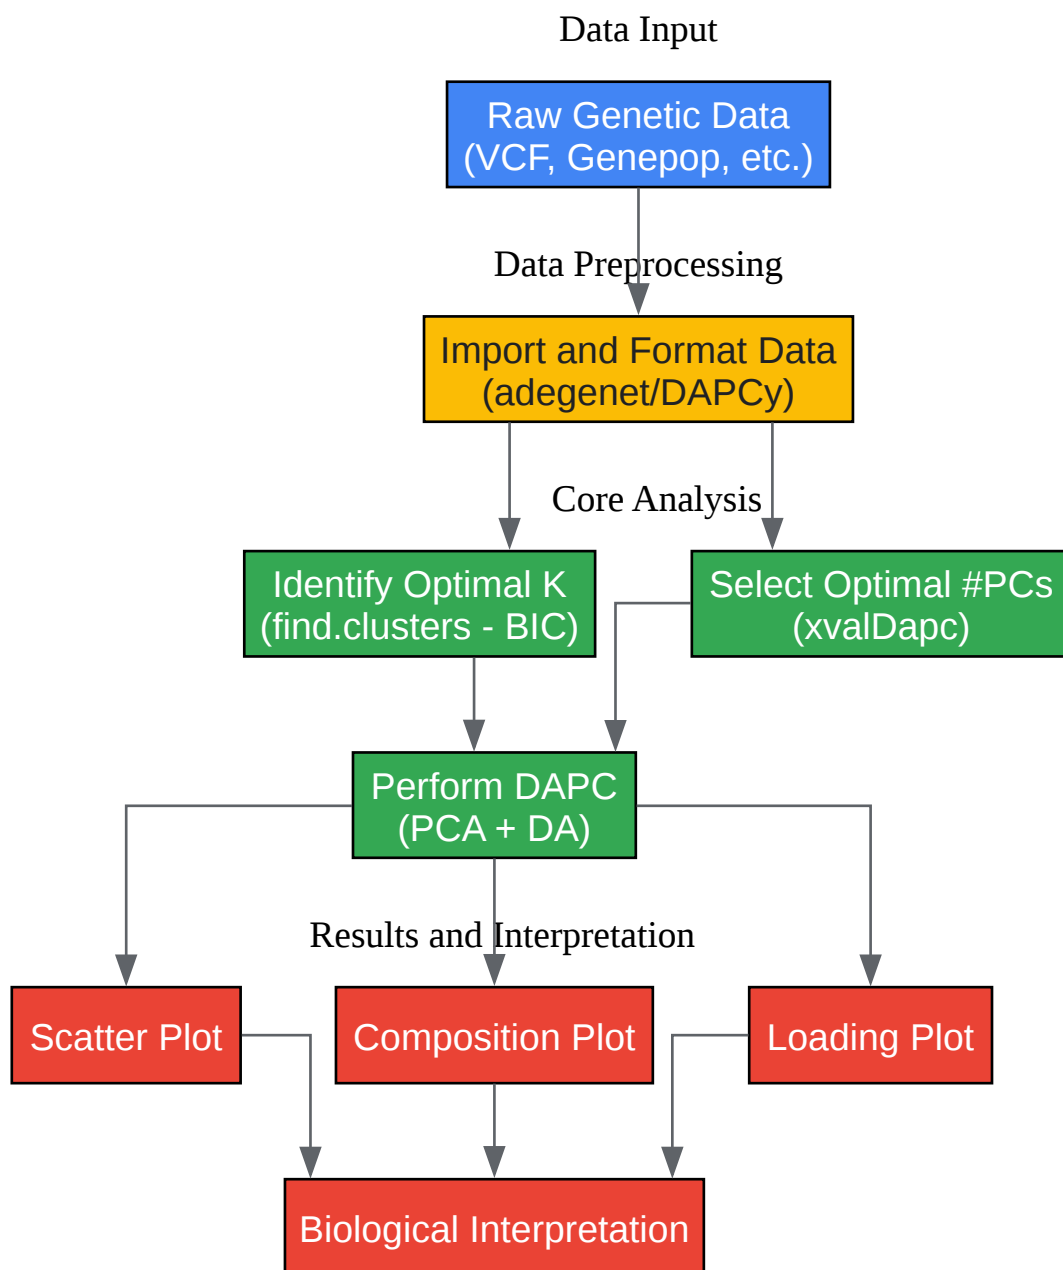 Data Input
Raw Genetic Data
(VCF, Genepop, etc.)
Data Preprocessing
Import and Format Data
(adegenet/DAPCy)
Core Analysis
Identify Optimal K
(find.clusters - BIC)
Select Optimal #PCs
(xvalDapc)
Perform DAPC
(PCA + DA)
Results and Interpretation
Scatter Plot
Composition Plot
Loading Plot
Biological Interpretation